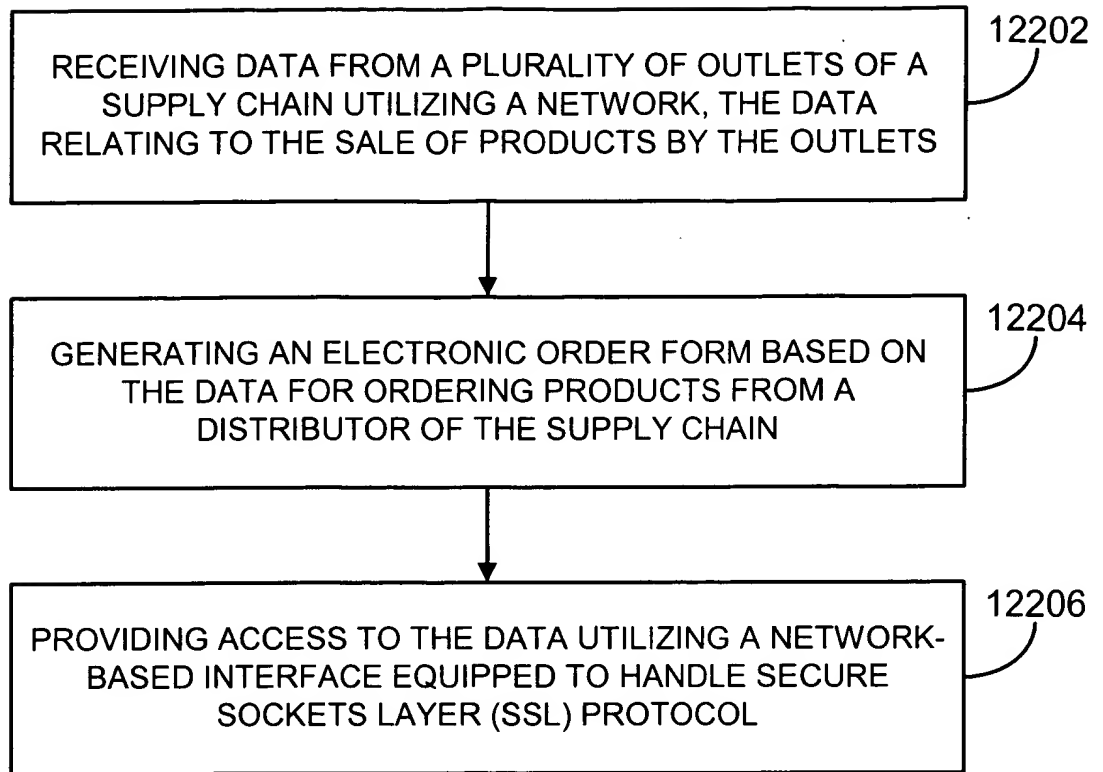 12202
RECEIVING DATA FROM A PLURALITY OF OUTLETS OF A
SUPPLY CHAIN UTILIZING A NETWORK, THE DATA
RELATING TO THE SALE OF PRODUCTS BY THE OUTLETS
12204
GENERATING AN ELECTRONIC ORDER FORM BASED ON
THE DATA FOR ORDERING PRODUCTS FROM A
DISTRIBUTOR OF THE SUPPLY CHAIN
12206
PROVIDING ACCESS TO THE DATA UTILIZING A NETWORK-
BASED INTERFACE EQUIPPED TO HANDLE SECURE
SOCKETS LAYER (SSL) PROTOCOL